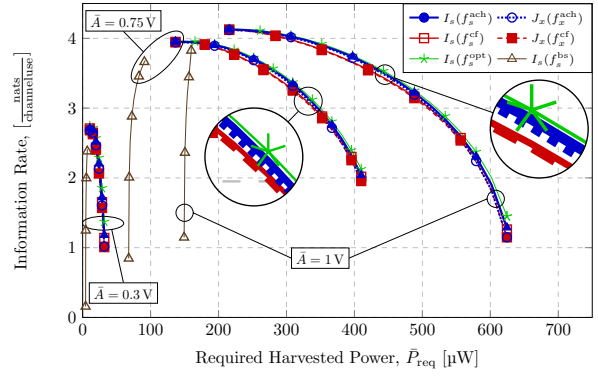 Ā = 0.75 V
I_s(f_s^ach) J_x(f_x^ach)
I_s(f_s^cf) J_x(f_x^cf)
I_s(f_s^opt) I_s(f_s^bs)
Information Rate, [nats/channeluse]
4
3
2
1
0
Ā = 1 V
Ā = 0.3 V
0 100 200 300 400 500 600 700
Required Harvested Power, P̄_req [µW]